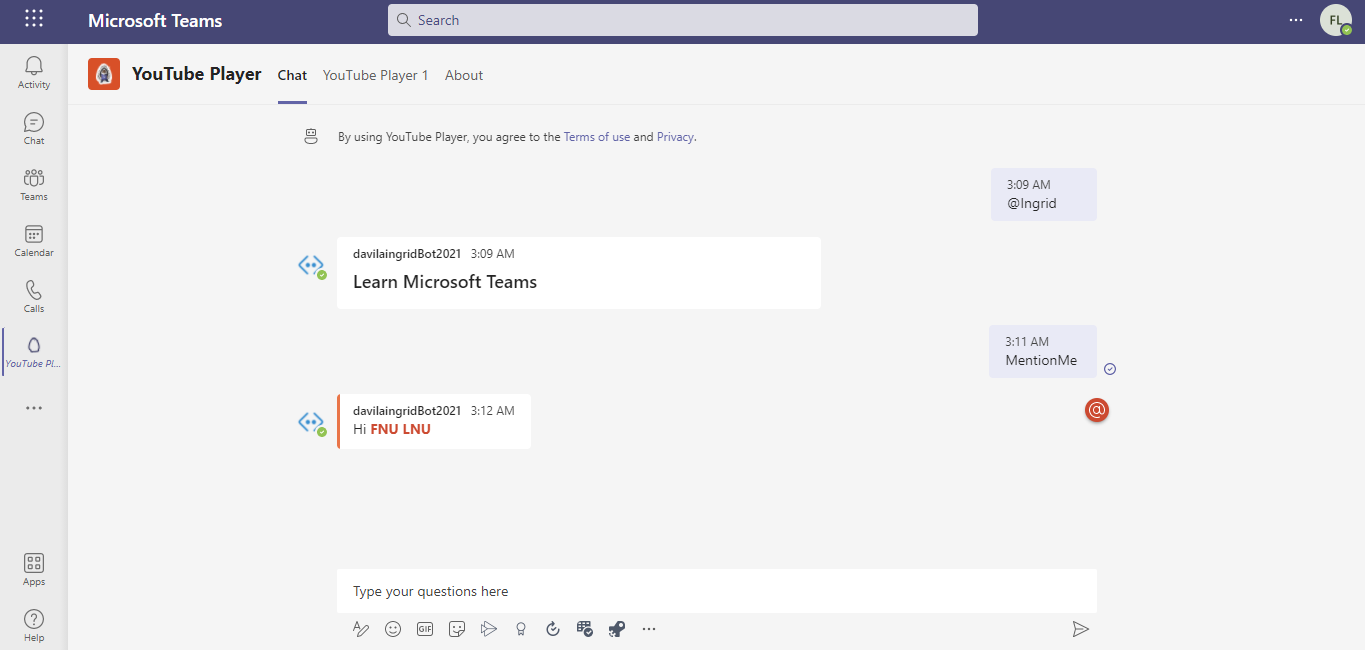 Microsoft Teams
Search
FL
Activity
Chat
Teams
Calendar
Calls
YouTube Pl...
Apps
Help
YouTube Player
Chat
YouTube Player 1
About
By using YouTube Player, you agree to the Terms of use and Privacy.
3:09 AM
@Ingrid
davilaingridBot2021 3:09 AM
Learn Microsoft Teams
3:11 AM
MentionMe
@
davilaingridBot2021 3:12 AM
Hi FNU LNU
Type your questions here
GIF